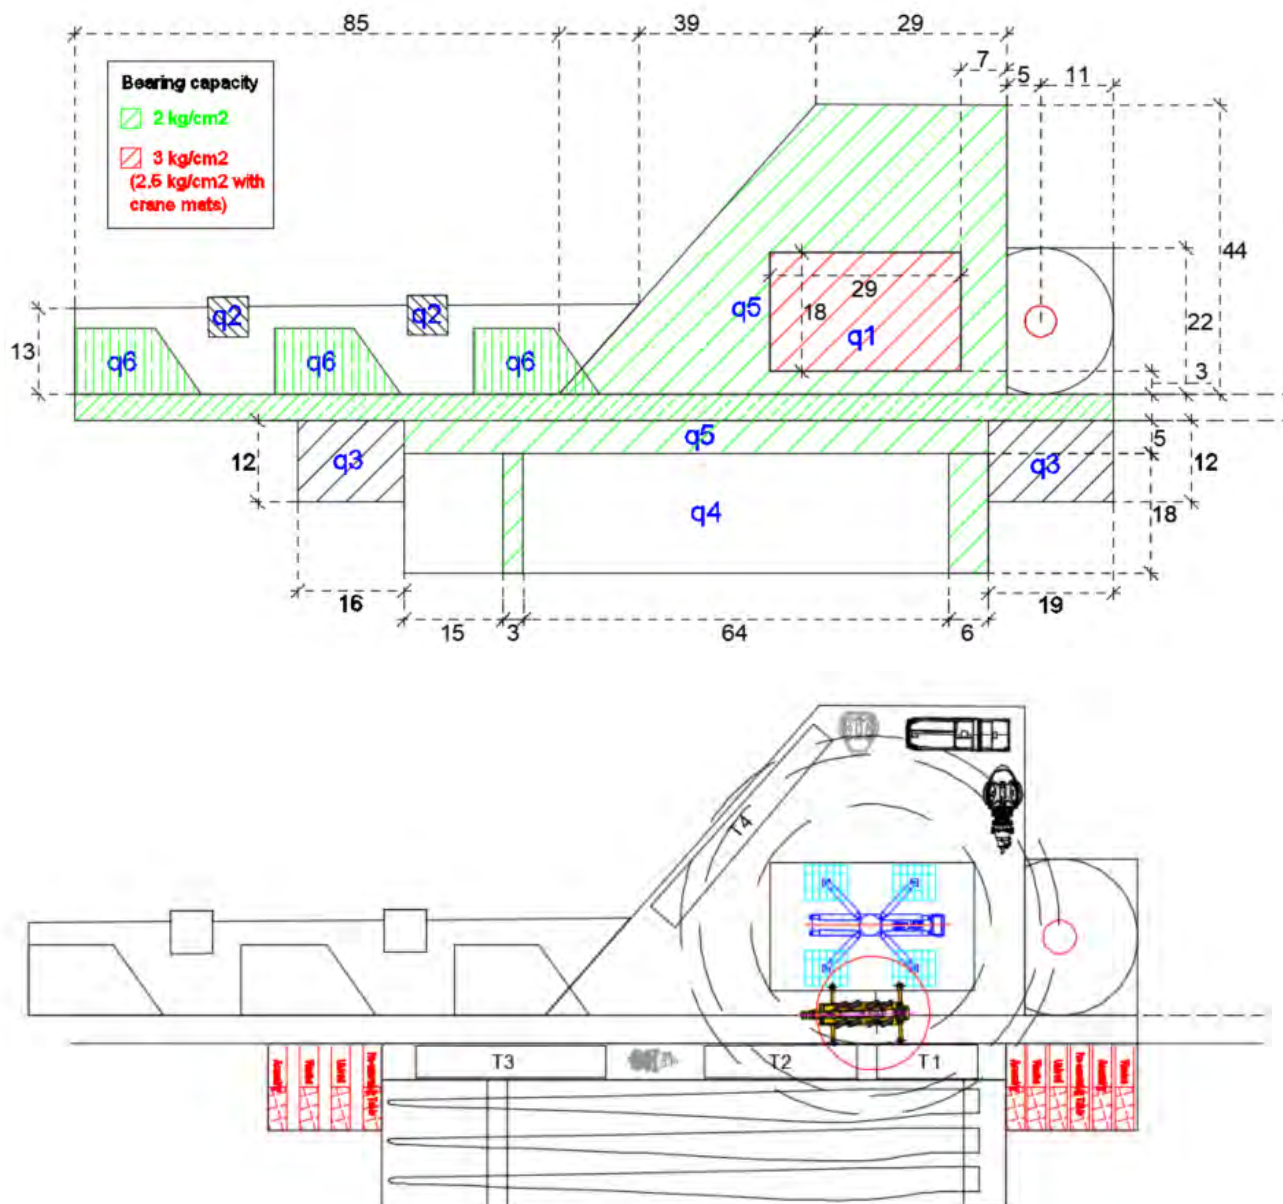 85
39
29
7
5
11
Bearing capacity
2 kg/cm2
3 kg/cm2
(2.5 kg/cm2 with
crane mats)
44
q5
29
18
q1
22
q2
q2
13
q6
q6
q6
3
q5
5
12
q3
q3
12
q4
18
16
19
15
3
64
6
T4
T3
T2
T1